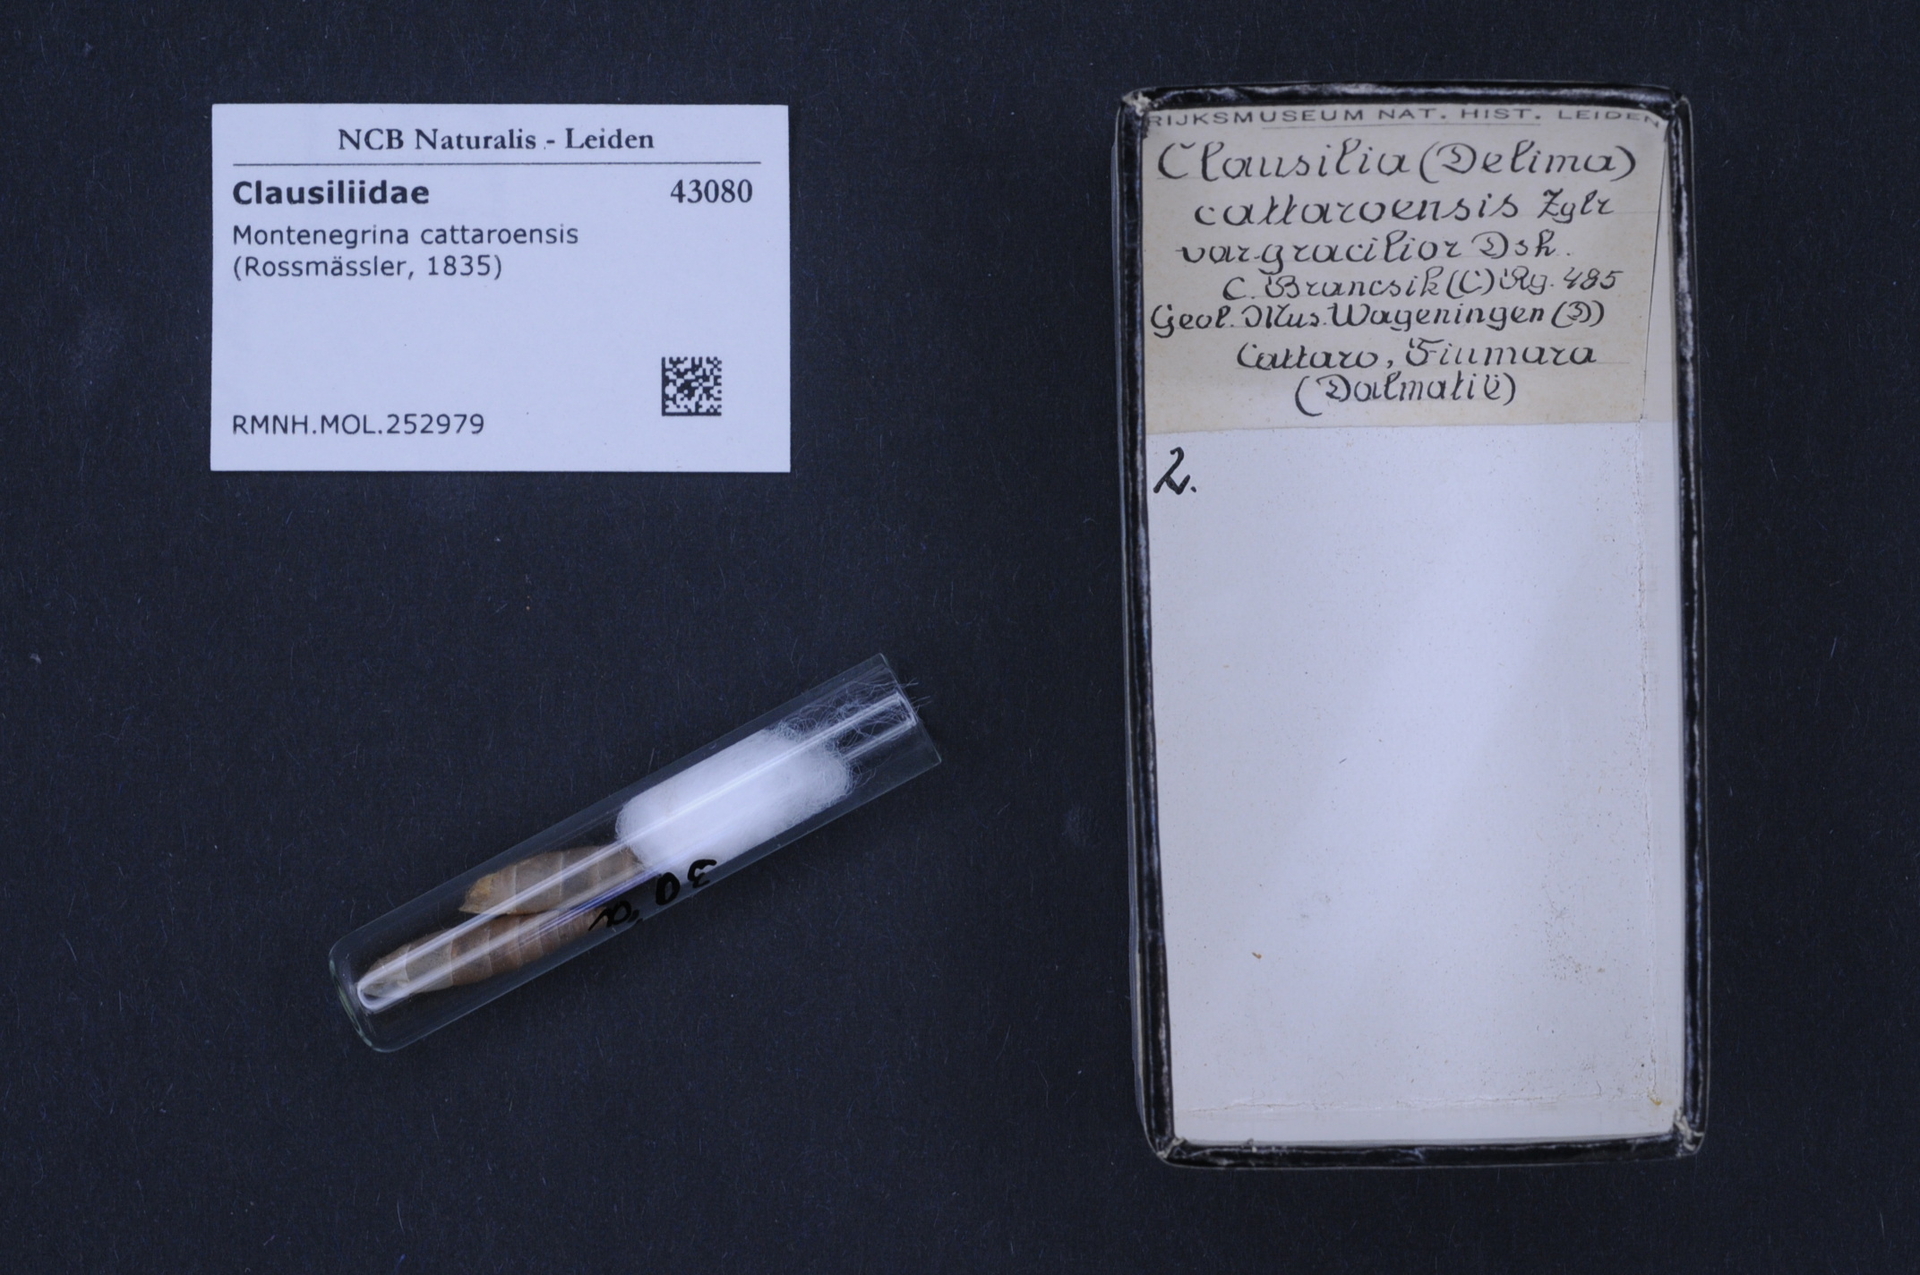 NCB Naturalis - Leiden
Clausiliidae 43080
Montenegrina cattaroensis
(Rossmässler, 1835)
RMNH.MOL.252979
RIJKSMUSEUM NAT. HIST. LEIDEN
Clausilia (Delima)
cattaroensis Zglr
var. gracilior Dsh.
C. Brancsik (C) Rg. 485
Geol. Mus. Wageningen (D)
Cattaro, Fiumara
(Dalmatië)
2.